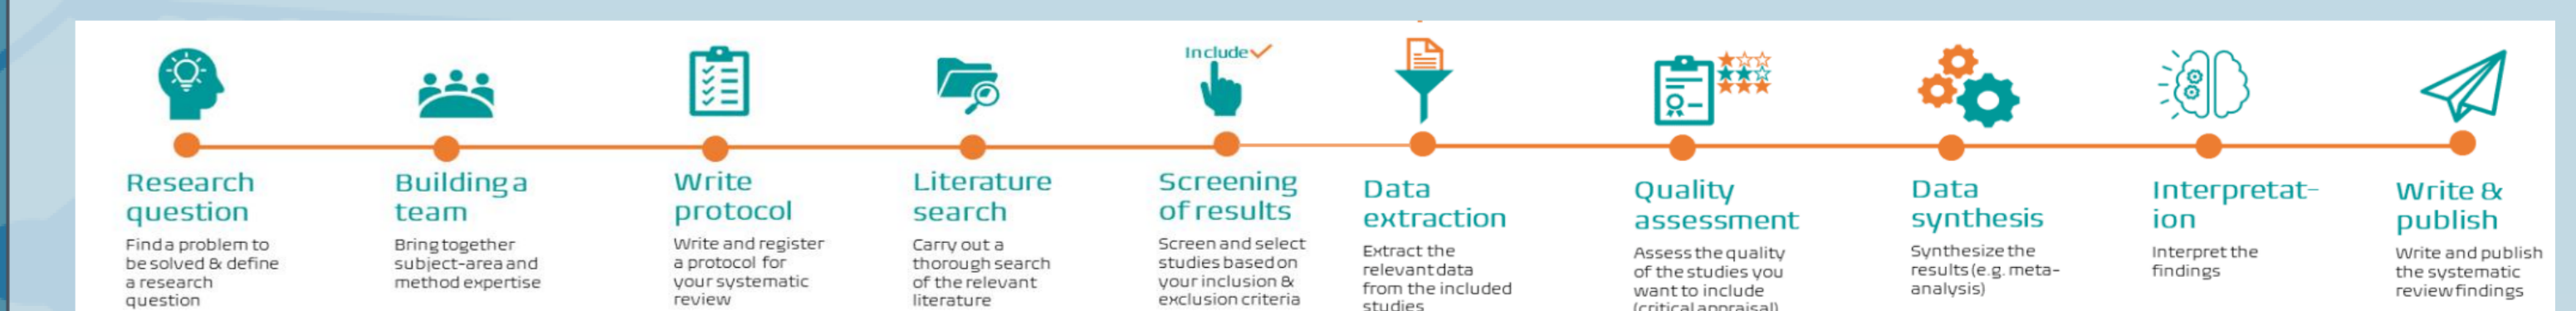 Include
Research
question
Find a problem to
be solved & define
a research
question
Building a
team
Bring together
subject-area and
method expertise
Write
protocol
Write and register
a protocol for
your systematic
review
Literature
search
Carry out a
thorough search
of the relevant
literature
Screening
of results
Screen and select
studies based on
your inclusion &
exclusion criteria
Data
extraction
Extract the
relevant data
from the included
studies
Quality
assessment
Assess the quality
of the studies you
want to include
(critical appraisal)
Data
synthesis
Synthesize the
results (e.g. meta-
analysis)
Interpretat-
ion
Interpret the
findings
Write &
publish
Write and publish
the systematic
review findings